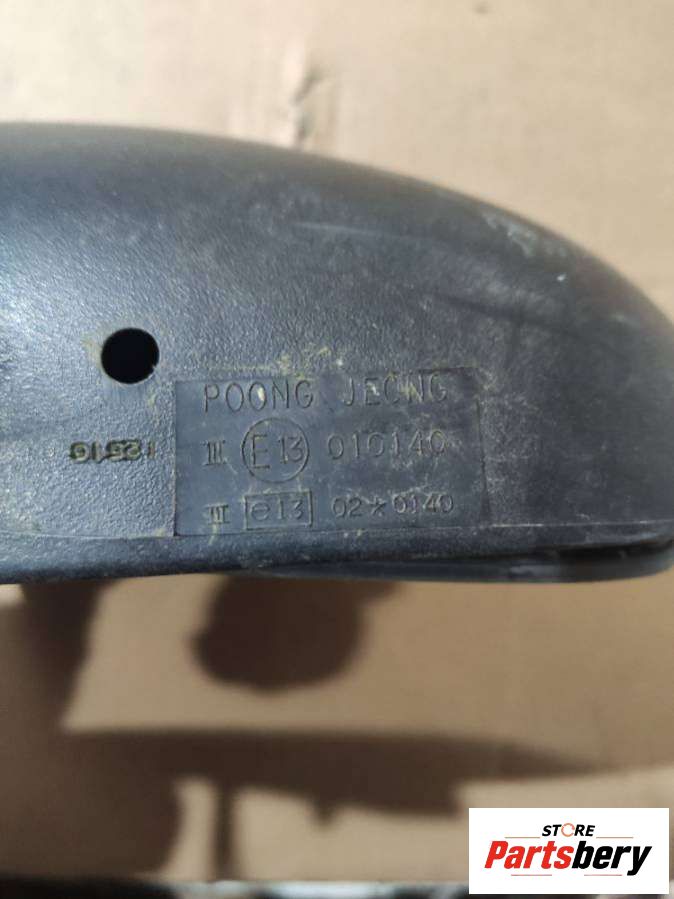 POONG JEONG
III E13 010140
III e13 02*0140
STORE
Partsbery